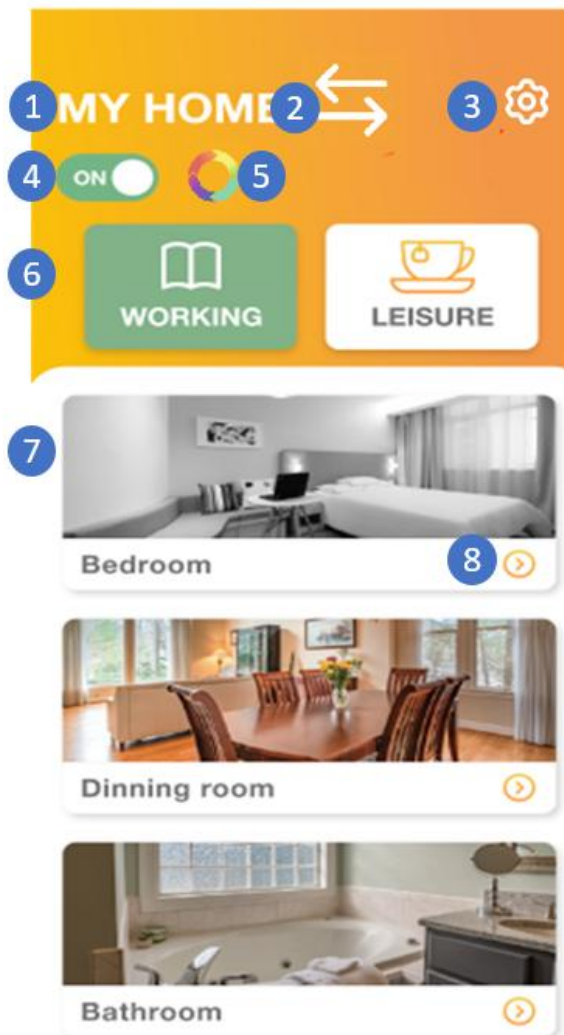 1 MY HOME 2 3
4 ON 5
6
WORKING LEISURE
7
Bedroom 8
Dinning room
Bathroom